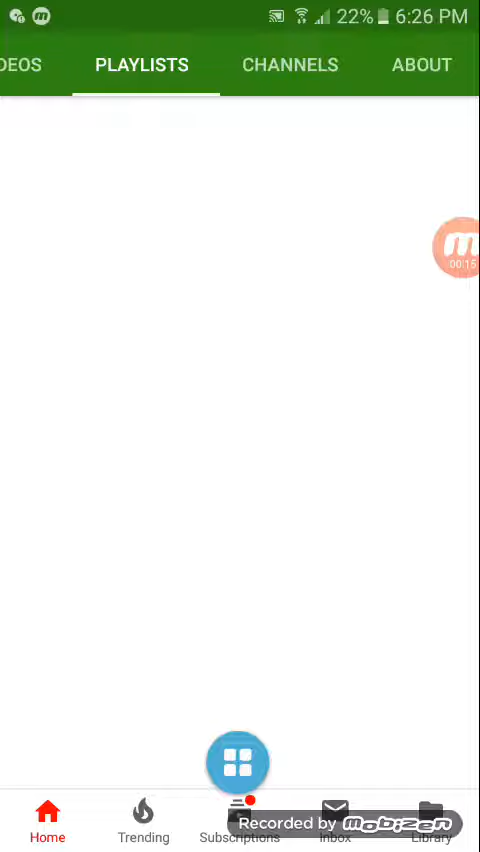 22% 6:26 PM
DEOS PLAYLISTS CHANNELS ABOUT
m
00:15
Home Trending Subscriptions Inbox Library
Recorded by mobizen